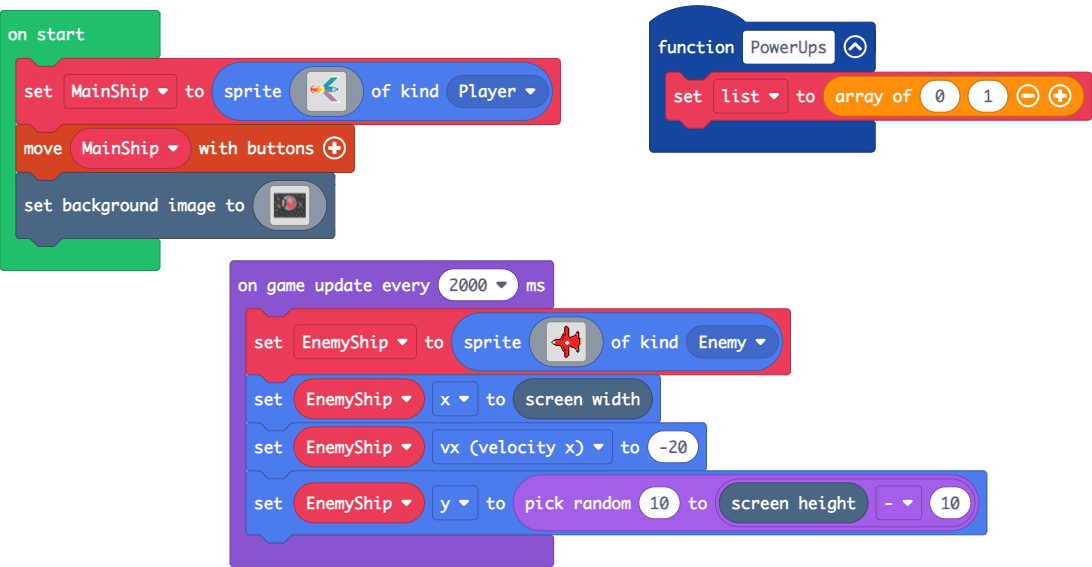 on start
set MainShip to sprite of kind Player
move MainShip with buttons
set background image to
function PowerUps
set list to array of 0 1
on game update every 2000 ms
set EnemyShip to sprite of kind Enemy
set EnemyShip x to screen width
set EnemyShip vx (velocity x) to -20
set EnemyShip y to pick random 10 to screen height - 10